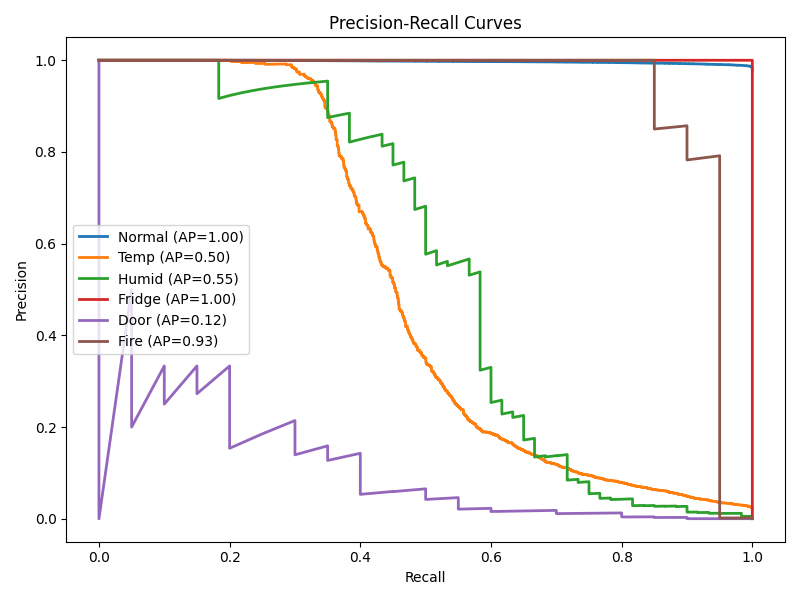 Precision-Recall Curves
Precision
1.0
0.8
0.6
0.4
0.2
0.0
Normal (AP=1.00)
Temp (AP=0.50)
Humid (AP=0.55)
Fridge (AP=1.00)
Door (AP=0.12)
Fire (AP=0.93)
0.0 0.2 0.4 0.6 0.8 1.0
Recall